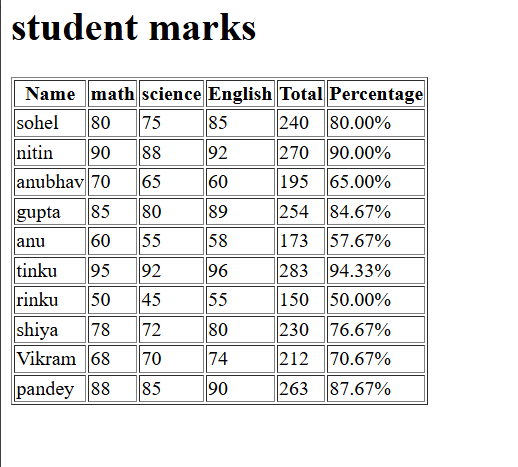 student marks
Name math science English Total Percentage
sohel 80 75 85 240 80.00%
nitin 90 88 92 270 90.00%
anubhav 70 65 60 195 65.00%
gupta 85 80 89 254 84.67%
anu 60 55 58 173 57.67%
tinku 95 92 96 283 94.33%
rinku 50 45 55 150 50.00%
shiya 78 72 80 230 76.67%
Vikram 68 70 74 212 70.67%
pandey 88 85 90 263 87.67%